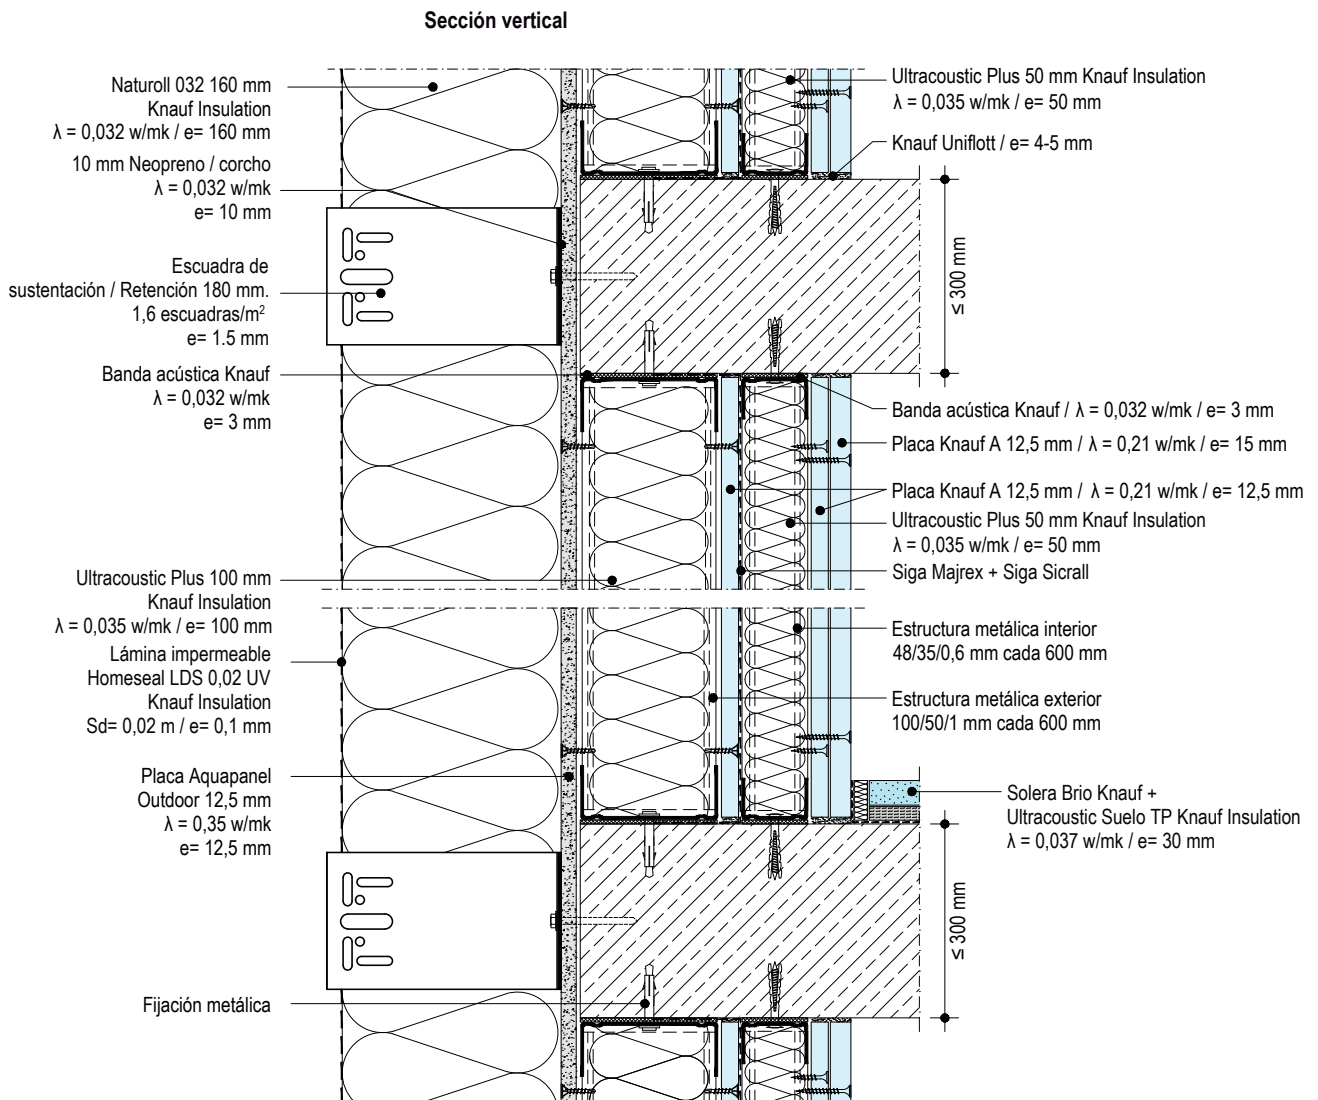 Sección vertical
Naturoll 032 160 mm
Knauf Insulation
λ = 0,032 w/mk / e= 160 mm
10 mm Neopreno / corcho
λ = 0,032 w/mk
e= 10 mm
Escuadra de
sustentación / Retención 180 mm.
1,6 escuadras/m²
e= 1.5 mm
Banda acústica Knauf
λ = 0,032 w/mk
e= 3 mm
Ultracoustic Plus 100 mm
Knauf Insulation
λ = 0,035 w/mk / e= 100 mm
Lámina impermeable
Homeseal LDS 0,02 UV
Knauf Insulation
Sd= 0,02 m / e= 0,1 mm
Placa Aquapanel
Outdoor 12,5 mm
λ = 0,35 w/mk
e= 12,5 mm
Fijación metálica
Ultracoustic Plus 50 mm Knauf Insulation
λ = 0,035 w/mk / e= 50 mm
Knauf Uniflott / e= 4-5 mm
≤ 300 mm
Banda acústica Knauf / λ = 0,032 w/mk / e= 3 mm
Placa Knauf A 12,5 mm / λ = 0,21 w/mk / e= 15 mm
Placa Knauf A 12,5 mm / λ = 0,21 w/mk / e= 12,5 mm
Ultracoustic Plus 50 mm Knauf Insulation
λ = 0,035 w/mk / e= 50 mm
Siga Majrex + Siga Sicrall
Estructura metálica interior
48/35/0,6 mm cada 600 mm
Estructura metálica exterior
100/50/1 mm cada 600 mm
Solera Brio Knauf +
Ultracoustic Suelo TP Knauf Insulation
λ = 0,037 w/mk / e= 30 mm
≤ 300 mm